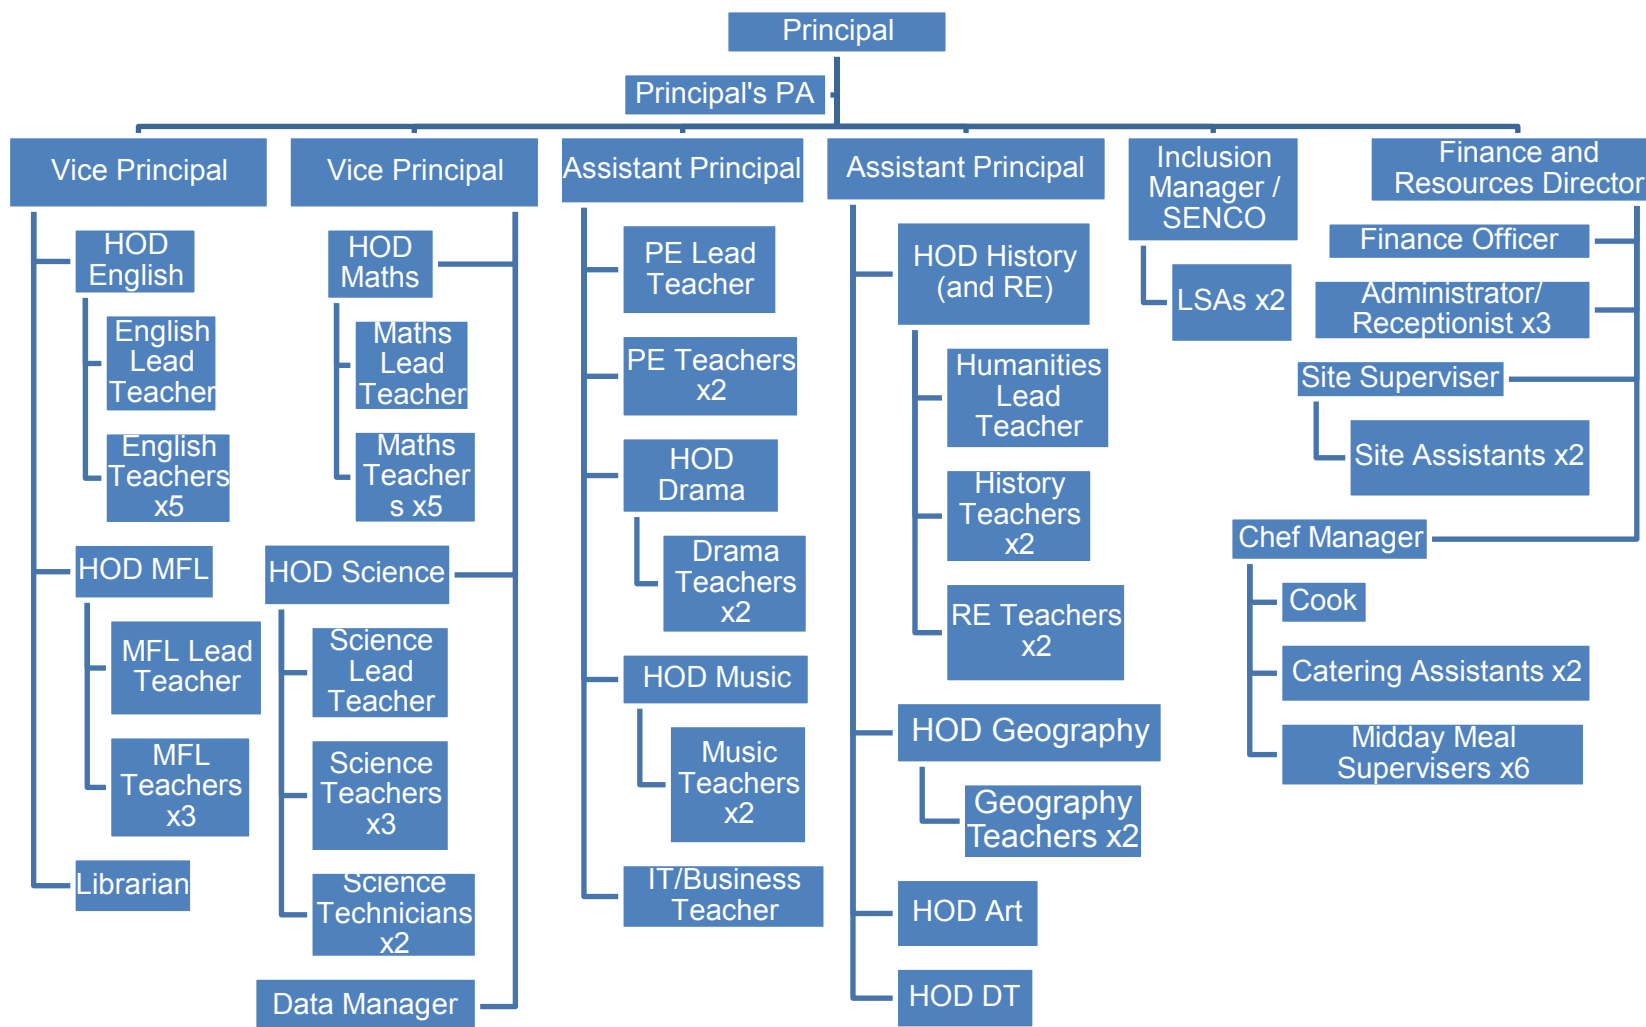 Principal
Principal's PA
Vice Principal
HOD
English
English
Lead
Teacher
English
Teachers
x5
HOD MFL
MFL Lead
Teacher
MFL
Teachers
x3
Librarian
Vice Principal
HOD
Maths
Maths
Lead
Teacher
Maths
Teacher
s x5
HOD Science
Science
Lead
Teacher
Science
Teachers
x3
Science
Technicians
x2
Data Manager
Assistant Principal
PE Lead
Teacher
PE Teachers
x2
HOD
Drama
Drama
Teachers
x2
HOD Music
Music
Teachers
x2
IT/Business
Teacher
Assistant Principal
HOD History
(and RE)
Humanities
Lead
Teacher
History
Teachers
x2
RE Teachers
x2
HOD Geography
Geography
Teachers x2
HOD Art
HOD DT
Inclusion
Manager /
SENCO
LSAs x2
Finance and
Resources Director
Finance Officer
Administrator/
Receptionist x3
Site Superviser
Site Assistants x2
Chef Manager
Cook
Catering Assistants x2
Midday Meal
Supervisers x6